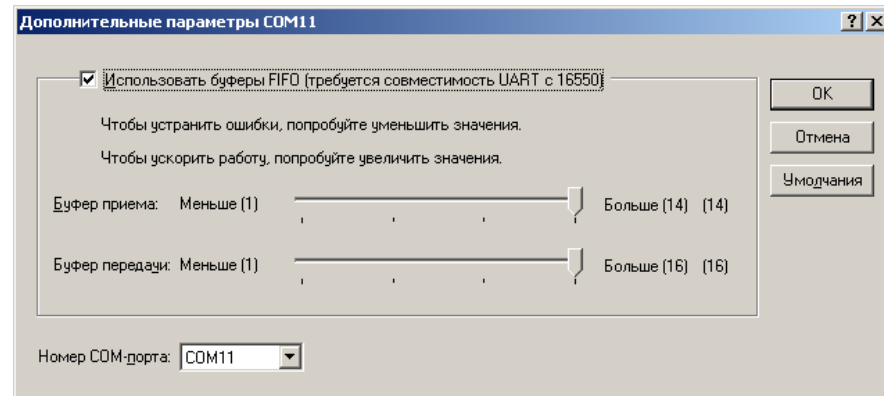 Дополнительные параметры COM11
Использовать буферы FIFO (требуется совместимость UART с 16550)
OK
Чтобы устранить ошибки, попробуйте уменьшить значения.
Отмена
Чтобы ускорить работу, попробуйте увеличить значения.
Умолчания
Буфер приема: Меньше (1) Больше (14) (14)
Буфер передачи: Меньше (1) Больше (16) (16)
Номер COM-порта: COM11